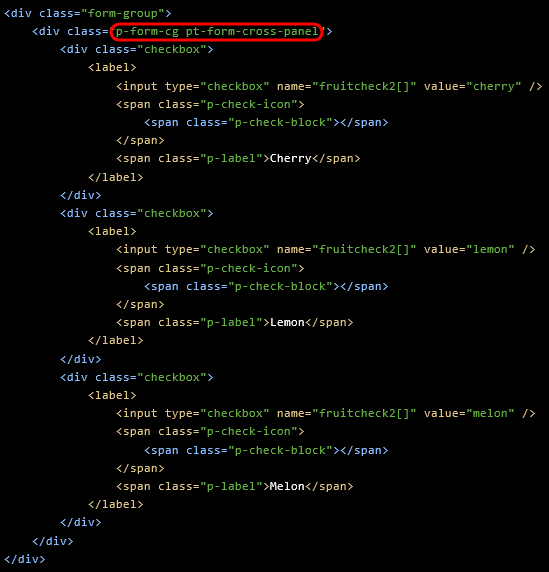 <div class="form-group">
<div class="p-form-cg pt-form-cross-panel">
<div class="checkbox">
<label>
<input type="checkbox" name="fruitcheck2[]" value="cherry" />
<span class="p-check-icon">
<span class="p-check-block"></span>
</span>
<span class="p-label">Cherry</span>
</label>
</div>
<div class="checkbox">
<label>
<input type="checkbox" name="fruitcheck2[]" value="lemon" />
<span class="p-check-icon">
<span class="p-check-block"></span>
</span>
<span class="p-label">Lemon</span>
</label>
</div>
<div class="checkbox">
<label>
<input type="checkbox" name="fruitcheck2[]" value="melon" />
<span class="p-check-icon">
<span class="p-check-block"></span>
</span>
<span class="p-label">Melon</span>
</label>
</div>
</div>
</div>